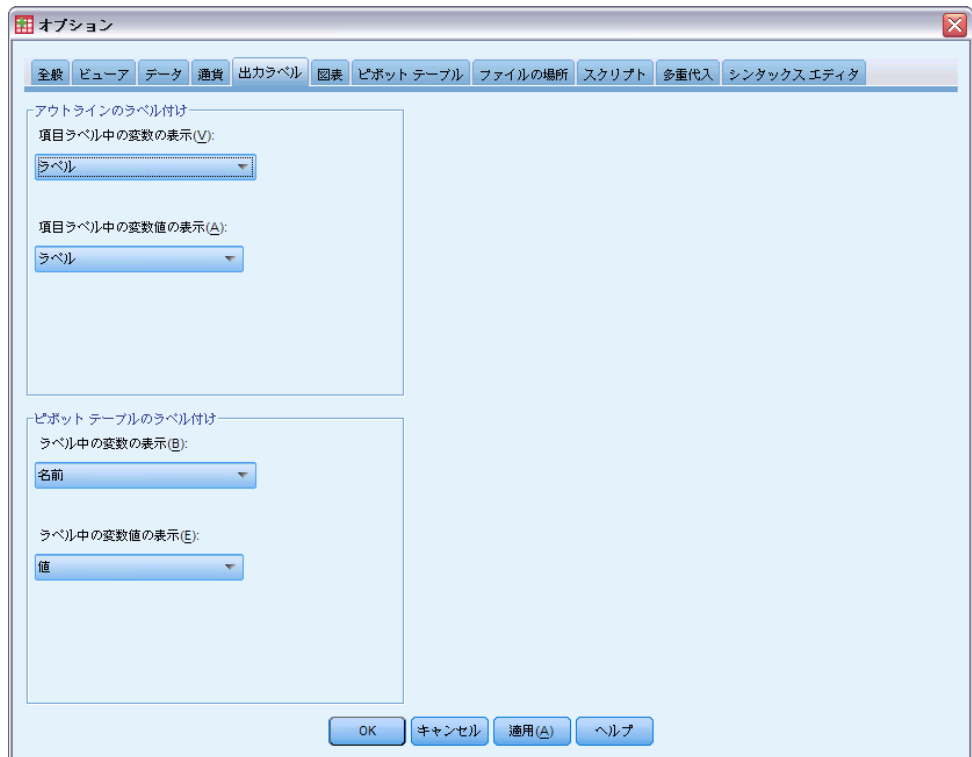 オプション
全般 ビューア データ 通貨 出力ラベル 図表 ピボット テーブル ファイルの場所 スクリプト 多重代入 シンタックス エディタ
アウトラインのラベル付け
項目ラベル中の変数の表示(V):
ラベル
項目ラベル中の変数値の表示(A):
ラベル
ピボット テーブルのラベル付け
ラベル中の変数の表示(B):
名前
ラベル中の変数値の表示(E):
値
OK キャンセル 適用(A) ヘルプ